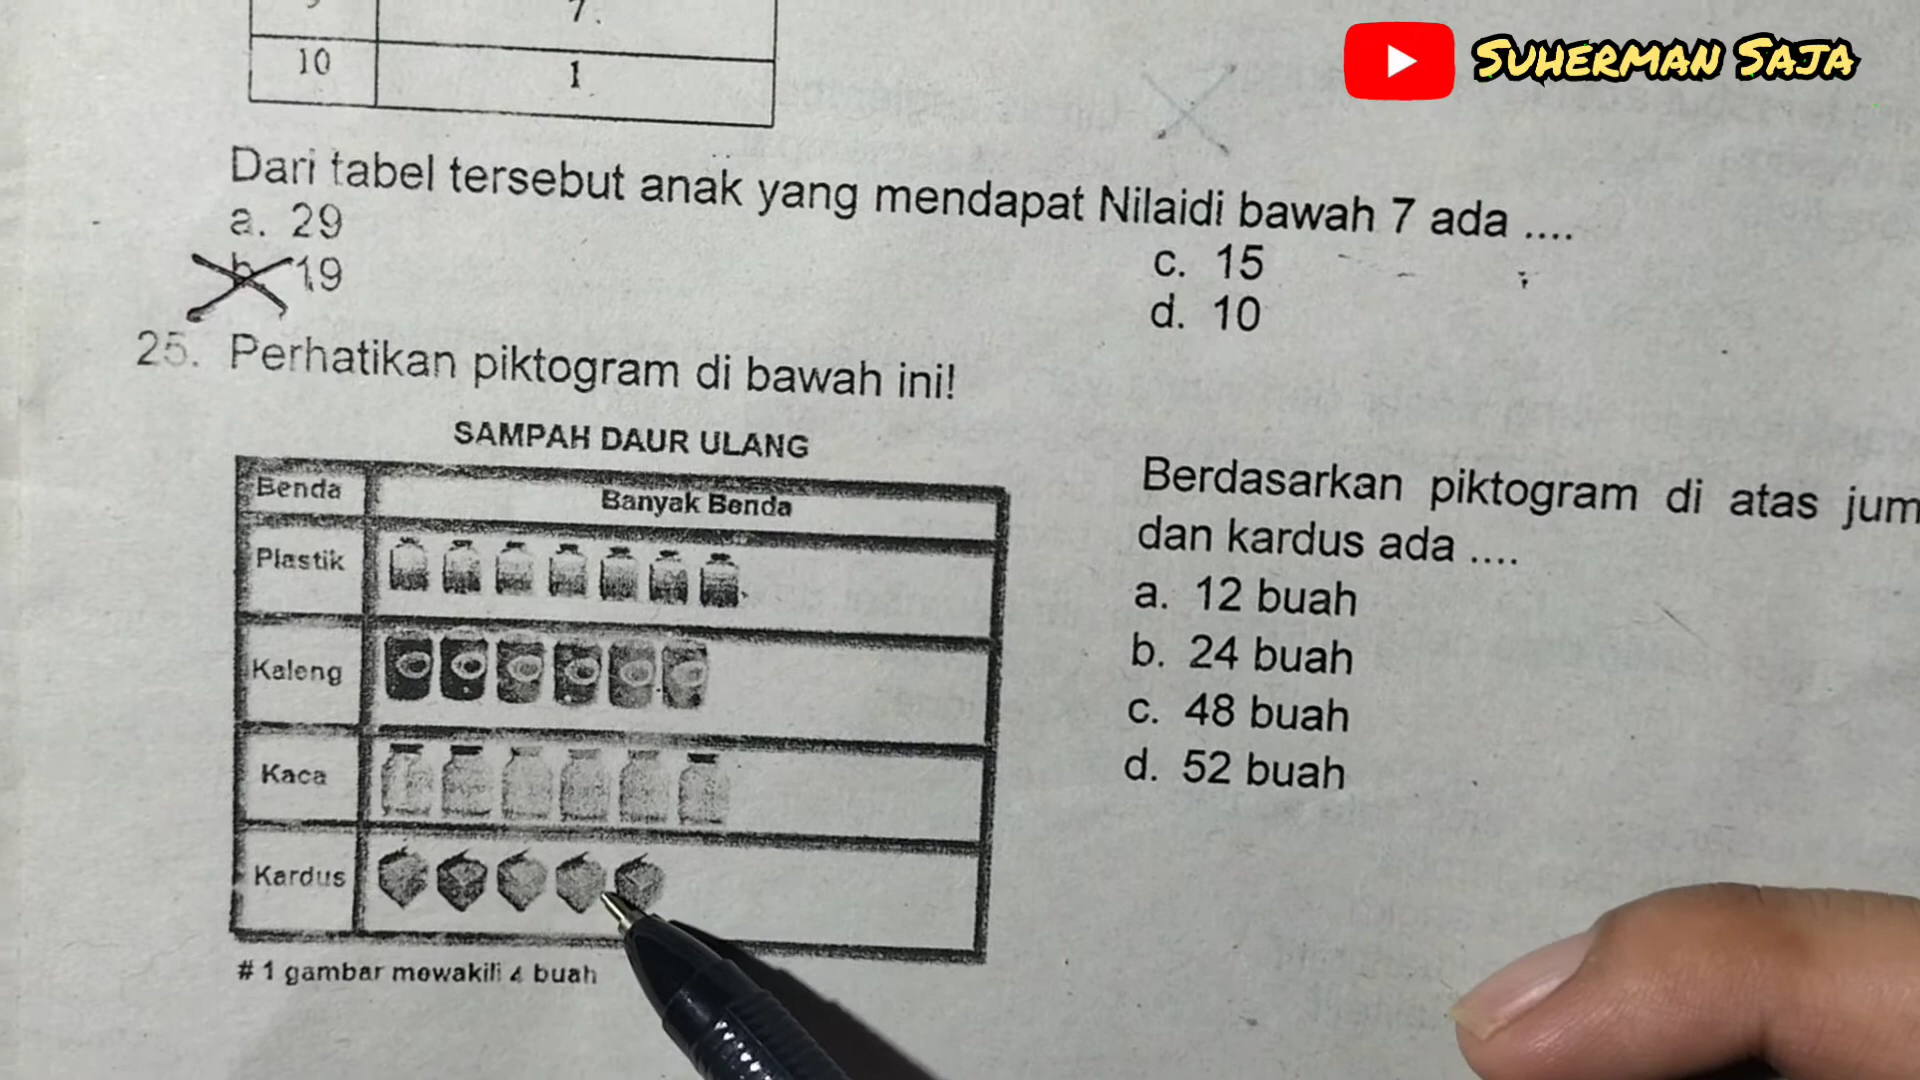 7.
10
1
SUHERMAN SAJA
Dari tabel tersebut anak yang mendapat Nilaidi bawah 7 ada ....
a. 29
b. 19
c. 15
d. 10
25. Perhatikan piktogram di bawah ini!
SAMPAH DAUR ULANG
Benda
Banyak Benda
Plastik
Kaleng
Kaca
Kardus
# 1 gambar mewakili 4 buah
Berdasarkan piktogram di atas
dan kardus ada ....
a. 12 buah
b. 24 buah
c. 48 buah
d. 52 buah